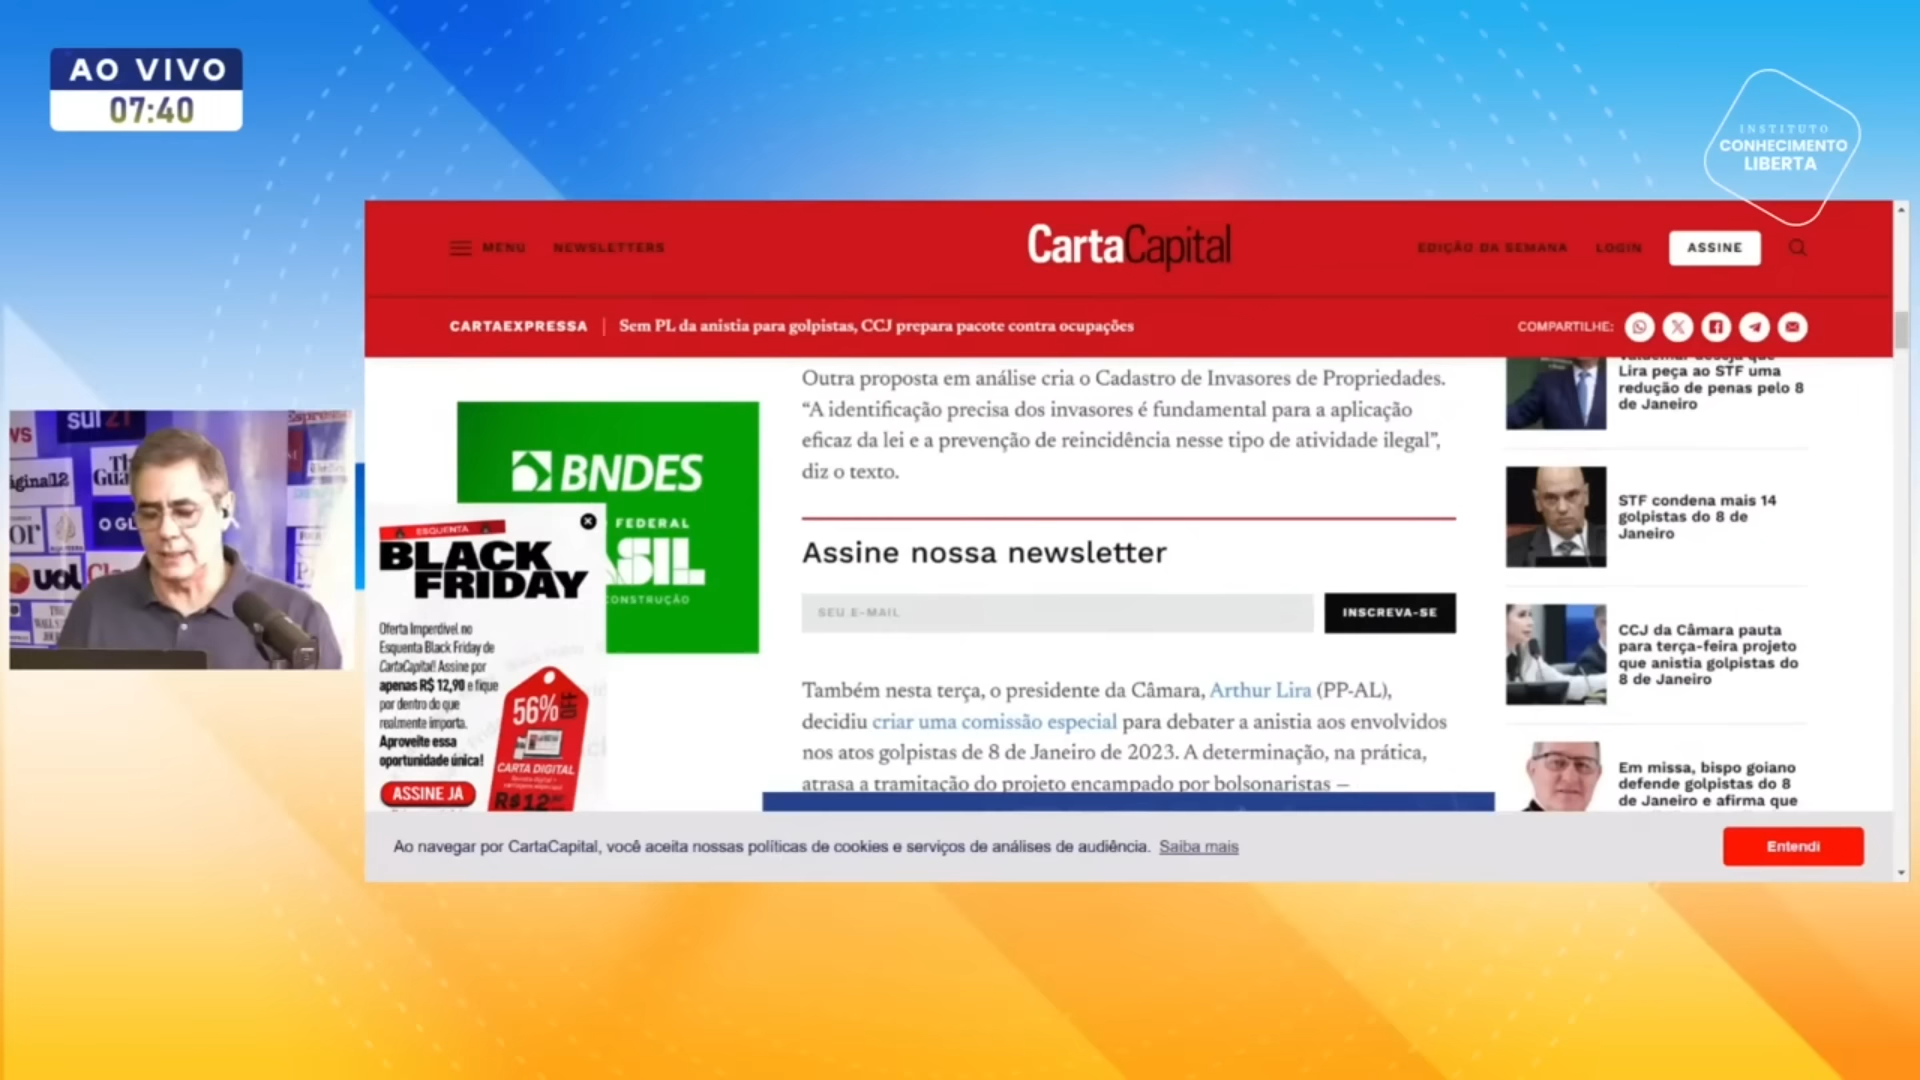 AO VIVO
07:40
INSTITUTO
CONHECIMENTO
LIBERTA
MENU
NEWSLETTERS
CartaCapital
EDIÇÃO DA SEMANA
LOGIN
ASSINE
CARTAEXPRESSA
Sem PL da anistia para golpistas, CCJ prepara pacote contra ocupações
COMPARTILHE:
sul 21
ágina12
O GL
uol
BNDES
FEDERAL
ASIL
CONSTRUÇÃO
ESQUENTA
BLACK
FRIDAY
Oferta Imperdível no
Esquenta Black Friday de
CartaCapital! Assine por
apenas R$ 12,90 e fique
por dentro do que
realmente importa.
Aproveite essa
oportunidade única!
ASSINE JÁ
56% OFF
CARTA DIGITAL
R$12
Outra proposta em análise cria o Cadastro de Invasores de Propriedades.
“A identificação precisa dos invasores é fundamental para a aplicação
eficaz da lei e a prevenção de reincidência nesse tipo de atividade ilegal”,
diz o texto.
Assine nossa newsletter
SEU E-MAIL
INSCREVA-SE
Também nesta terça, o presidente da Câmara, Arthur Lira (PP-AL),
decidiu criar uma comissão especial para debater a anistia aos envolvidos
nos atos golpistas de 8 de Janeiro de 2023. A determinação, na prática,
atrasa a tramitação do projeto encampado por bolsonaristas –
Valdemar deseja que
Lira peça ao STF uma
redução de penas pelo 8
de Janeiro
STF condena mais 14
golpistas do 8 de
Janeiro
CCJ da Câmara pauta
para terça-feira projeto
que anistia golpistas do
8 de Janeiro
Em missa, bispo goiano
defende golpistas do 8
de Janeiro e afirma que
Ao navegar por CartaCapital, você aceita nossas políticas de cookies e serviços de análises de audiência. Saiba mais
Entendi